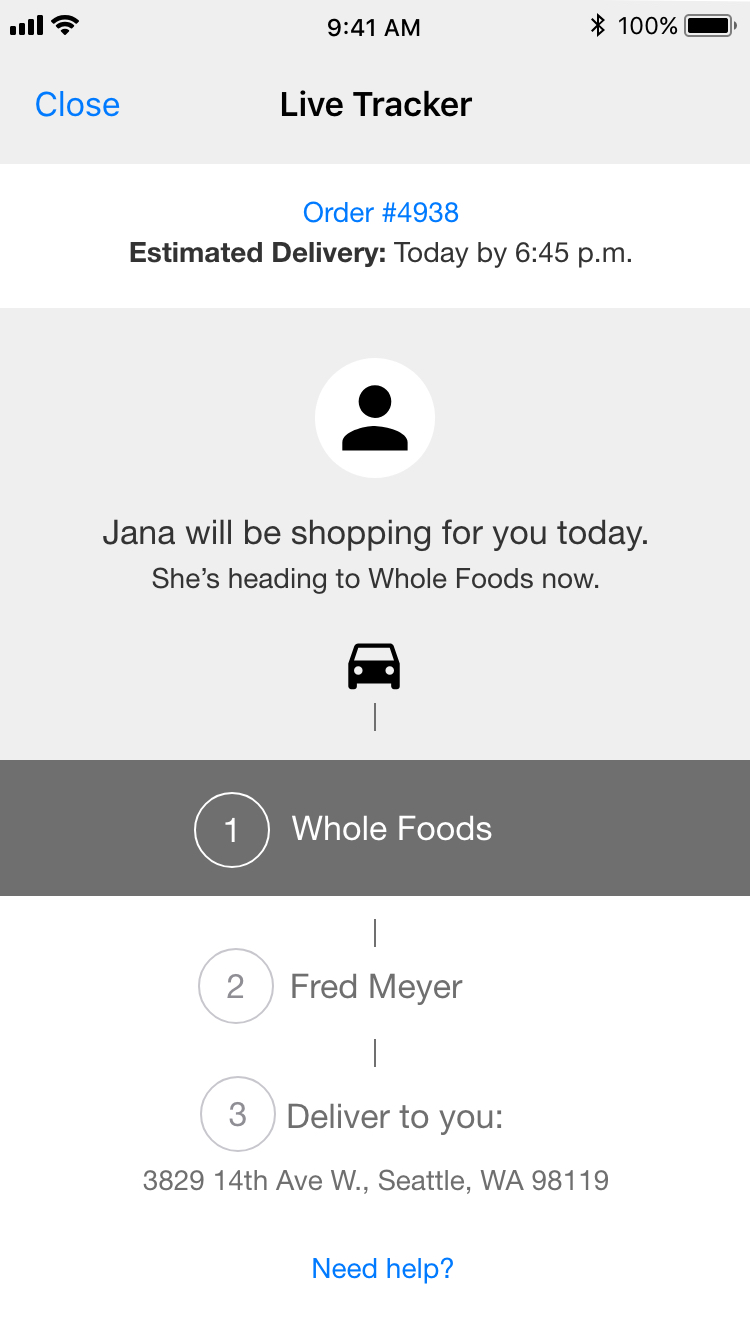 9:41 AM 100%
Close Live Tracker
Order #4938
Estimated Delivery: Today by 6:45 p.m.
Jana will be shopping for you today.
She’s heading to Whole Foods now.
1 Whole Foods
2 Fred Meyer
3 Deliver to you:
3829 14th Ave W., Seattle, WA 98119
Need help?